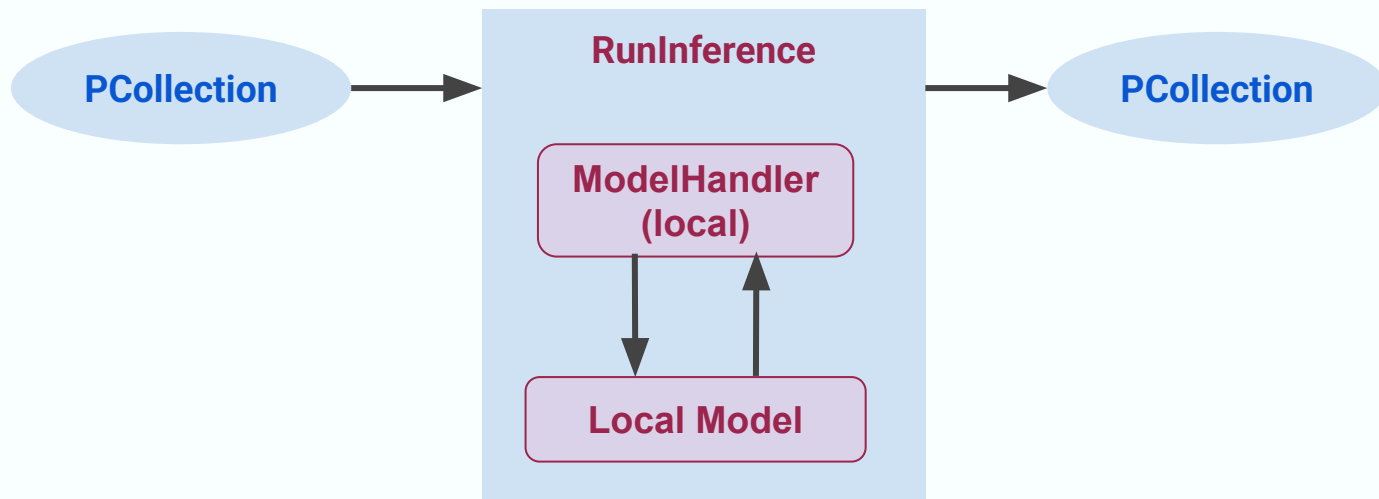 PCollection
RunInference
PCollection
ModelHandler
(local)
Local Model